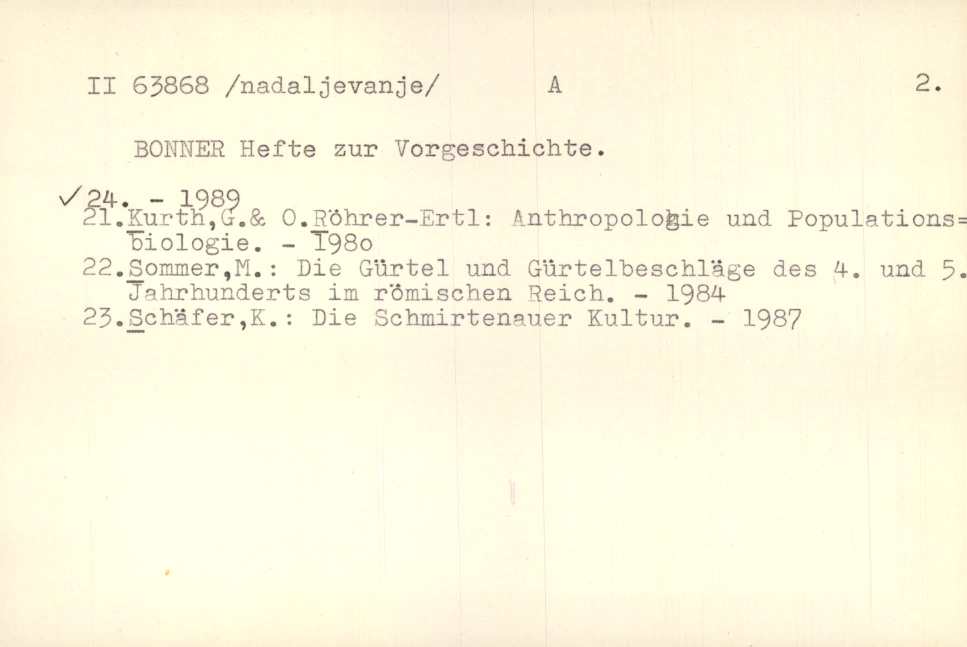 II 63868 /nadaljevanje/ A 2.
BONNER Hefte zur Vorgeschichte.
✓24. - 1989
21.Kurth,G.& O.Röhrer-Ertl: Anthropologie und Populations=
biologie. - 1980
22.Sommer,M.: Die Gürtel und Gürtelbeschläge des 4. und 5.
Jahrhunderts im römischen Reich. - 1984
23.Schäfer,K.: Die Schmirtenauer Kultur. - 1987